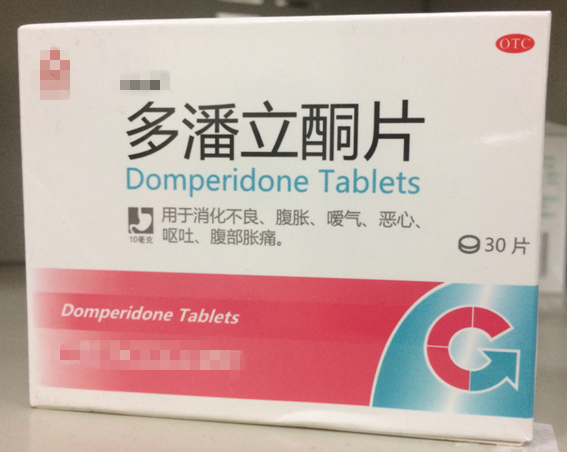 OTC
多潘立酮片
Domperidone Tablets
用于消化不良、腹胀、嗳气、恶心、
呕吐、腹部胀痛。
10毫克
30片
Domperidone Tablets